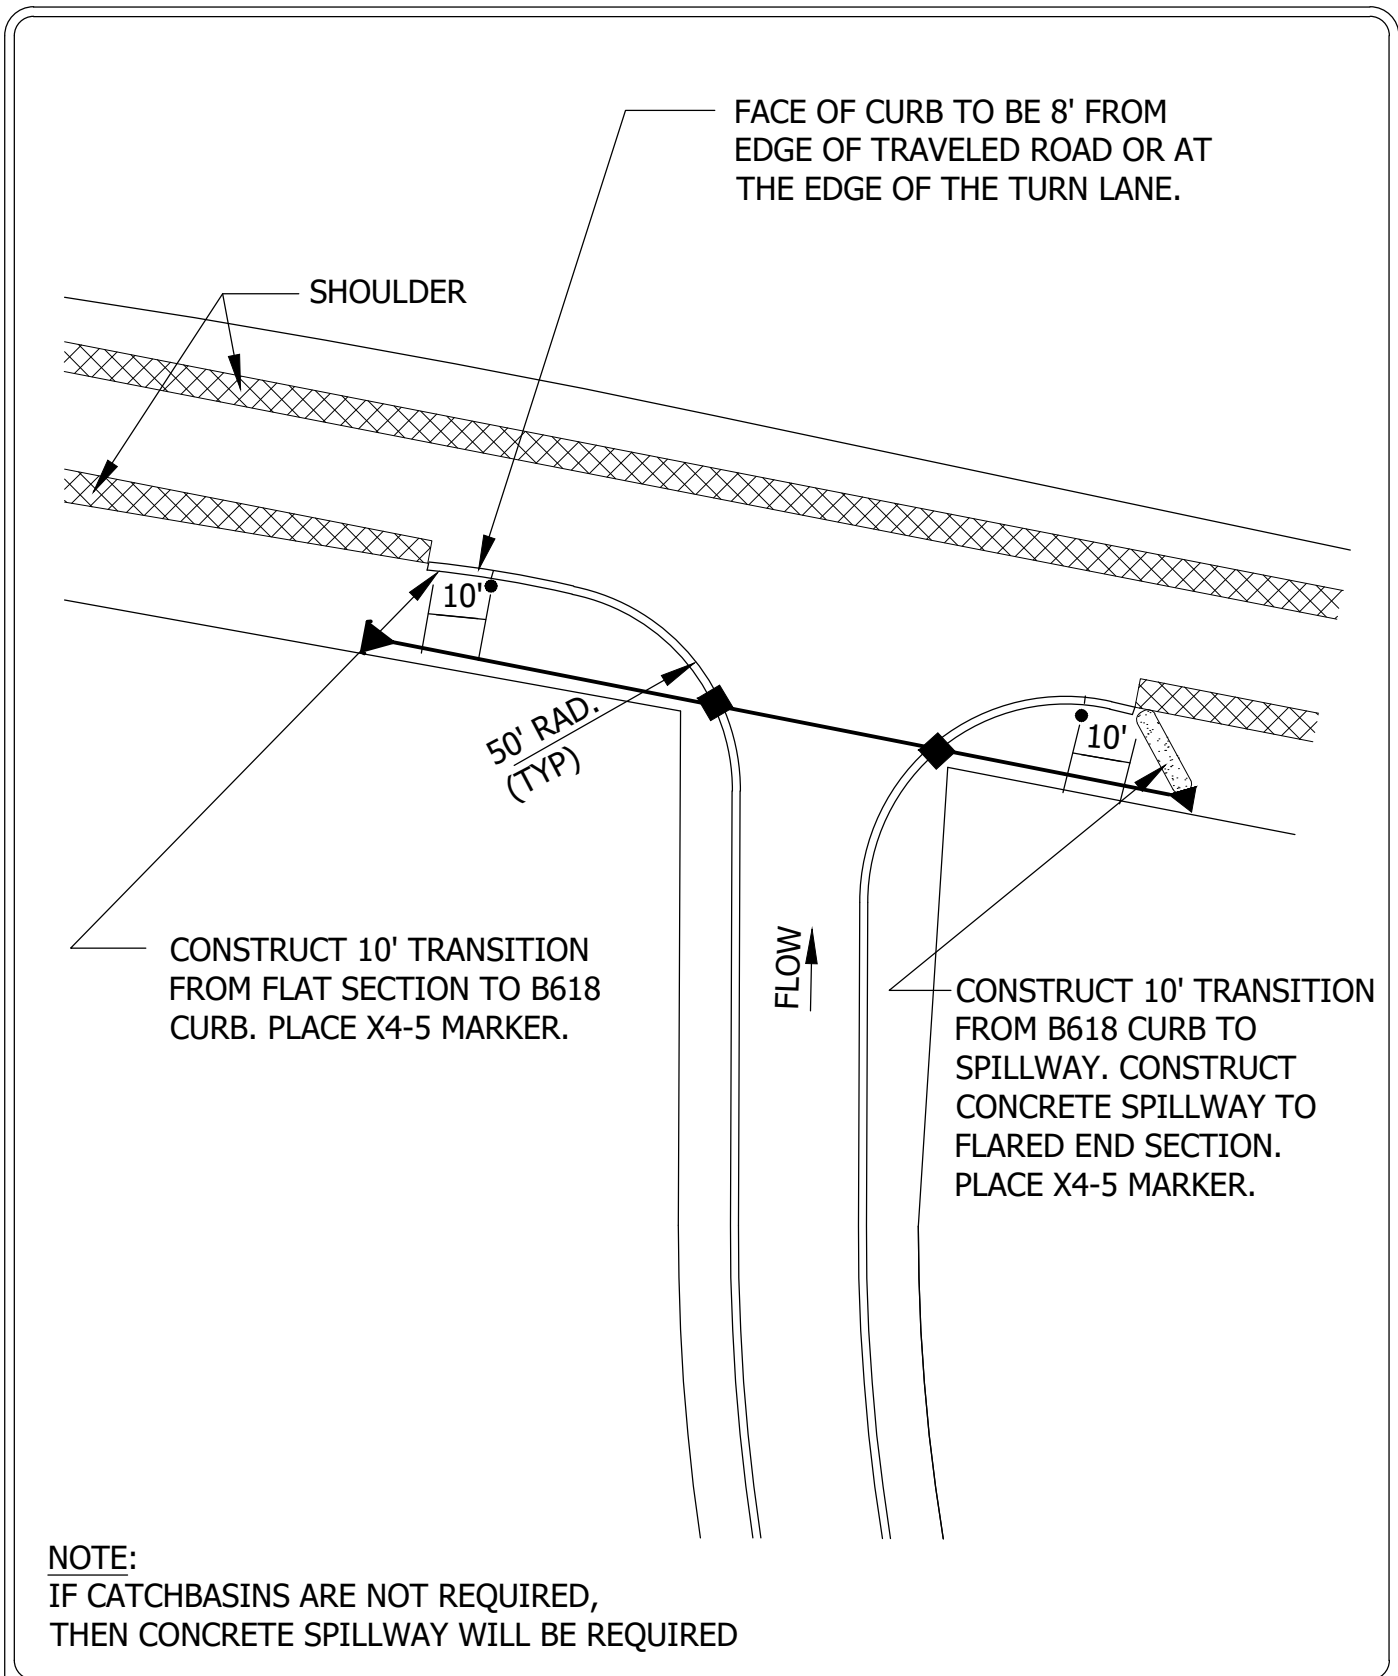 FACE OF CURB TO BE 8' FROM
EDGE OF TRAVELED ROAD OR AT
THE EDGE OF THE TURN LANE.
SHOULDER
10'
50' RAD.
(TYP)
10'
CONSTRUCT 10' TRANSITION
FROM FLAT SECTION TO B618
CURB. PLACE X4-5 MARKER.
FLOW
CONSTRUCT 10' TRANSITION
FROM B618 CURB TO
SPILLWAY. CONSTRUCT
CONCRETE SPILLWAY TO
FLARED END SECTION.
PLACE X4-5 MARKER.
NOTE:
IF CATCHBASINS ARE NOT REQUIRED,
THEN CONCRETE SPILLWAY WILL BE REQUIRED